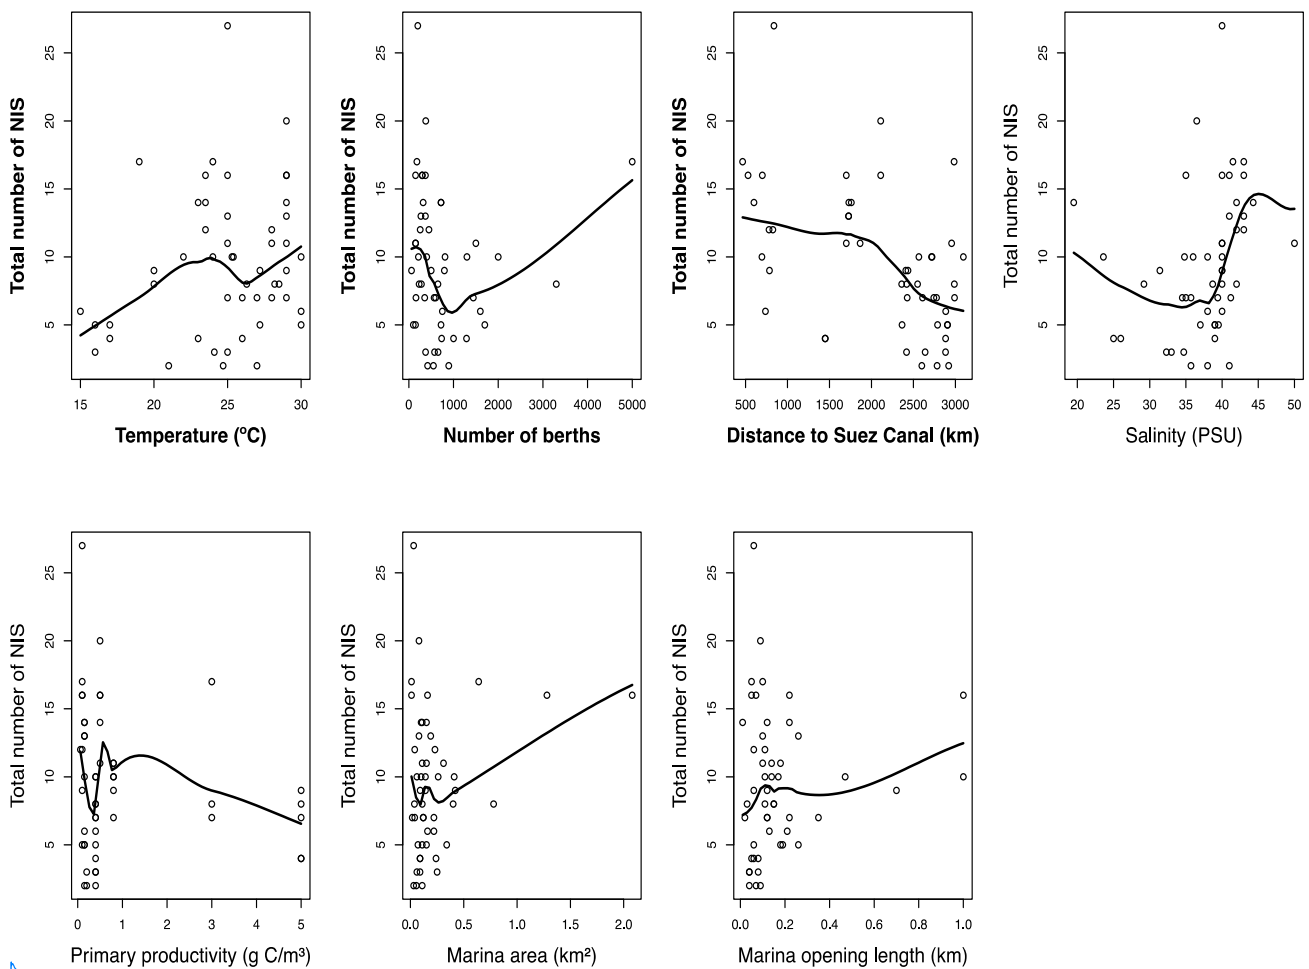 Total number of NIS
5 10 15 20 25
15 20 25 30
Temperature (ºC)
Total number of NIS
5 10 15 20 25
0 1000 2000 3000 4000 5000
Number of berths
Total number of NIS
5 10 15 20 25
500 1000 1500 2000 2500 3000
Distance to Suez Canal (km)
Total number of NIS
5 10 15 20 25
20 25 30 35 40 45 50
Salinity (PSU)
Total number of NIS
5 10 15 20 25
0 1 2 3 4 5
Primary productivity (g C/m³)
Total number of NIS
5 10 15 20 25
0.0 0.5 1.0 1.5 2.0
Marina area (km²)
Total number of NIS
5 10 15 20 25
0.0 0.2 0.4 0.6 0.8 1.0
Marina opening length (km)